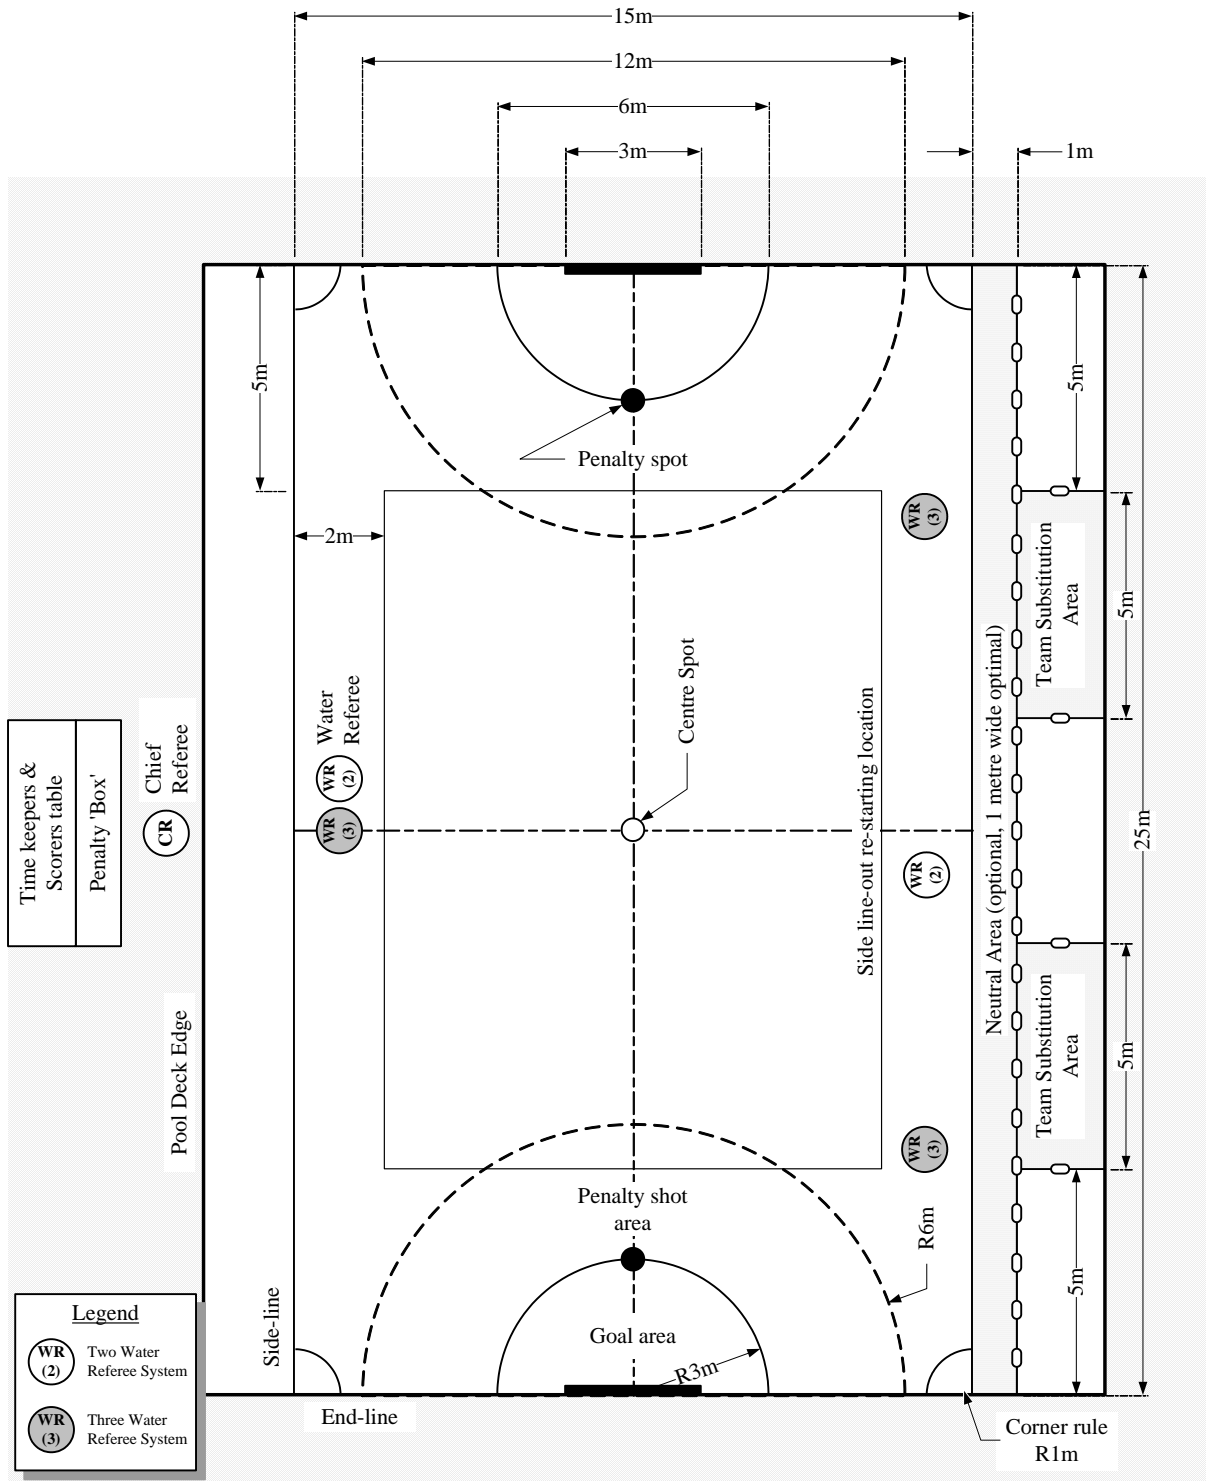 15m
12m
6m
3m
1m
5m
5m
Penalty spot
2m
WR
(3)
Team Substitution
Area
5m
Neutral Area (optional, 1 metre wide optimal)
Centre Spot
Side line-out re-starting location
Water
Referee
WR
(2)
WR
(3)
Chief
Referee
CR
Time keepers &
Scorers table
Penalty 'Box'
WR
(2)
25m
Pool Deck Edge
Team Substitution
Area
5m
WR
(3)
Penalty shot
area
R6m
5m
Goal area
R3m
Side-line
End-line
Corner rule
R1m
Legend
WR
(2)
Two Water
Referee System
WR
(3)
Three Water
Referee System